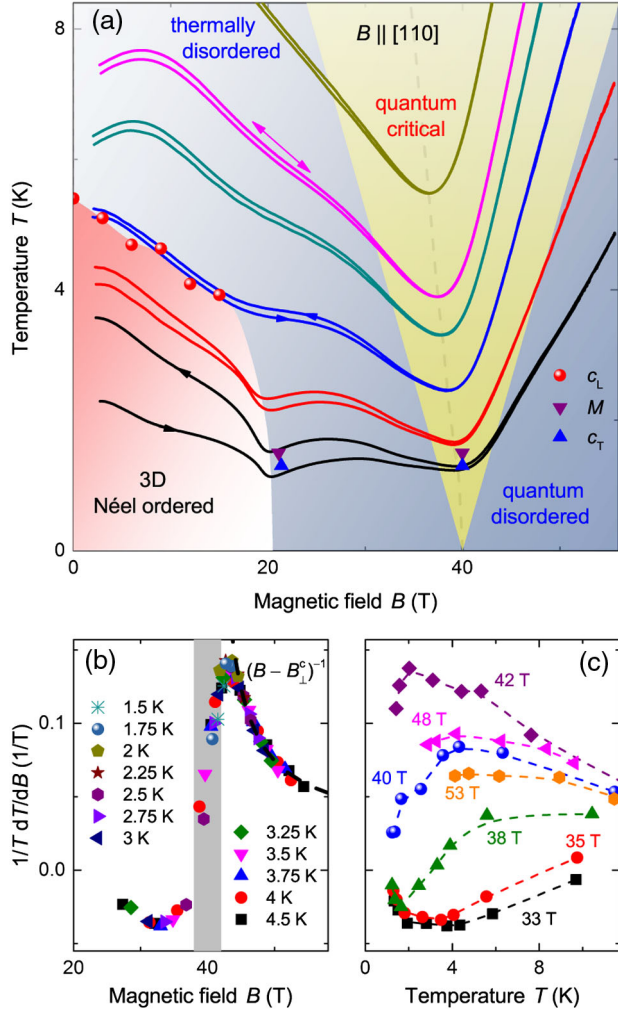 (a)
thermally
disordered
B || [110]
quantum
critical
3D
Néel ordered
quantum
disordered
c_L
M
c_T
8
4
0
Temperature T (K)
0
20
40
Magnetic field B (T)
(b)
(B − B⊥^c)^−1
1.5 K
1.75 K
2 K
2.25 K
2.5 K
2.75 K
3 K
3.25 K
3.5 K
3.75 K
4 K
4.5 K
0.1
0.0
1/T dT/dB (1/T)
20
40
Magnetic field B (T)
(c)
42 T
48 T
40 T
53 T
38 T
35 T
33 T
0
4
8
Temperature T (K)